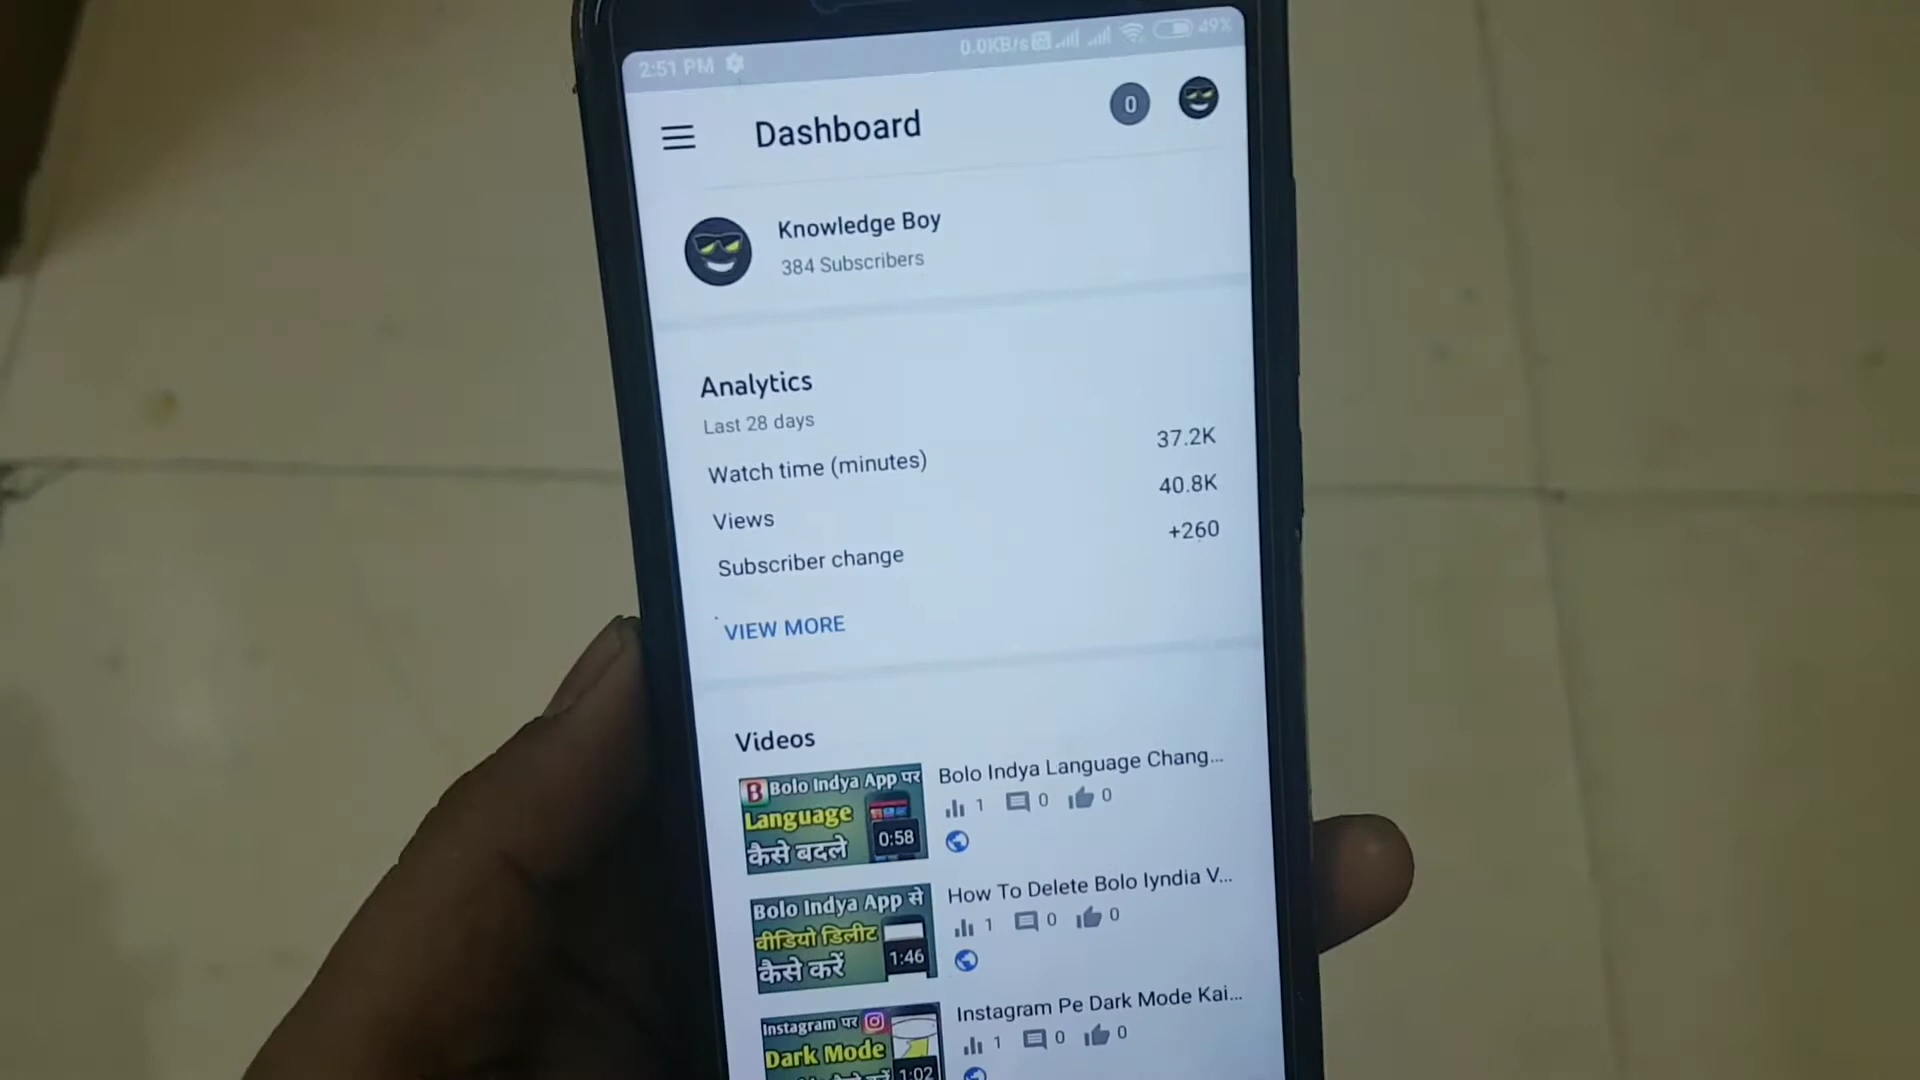 2:51 PM 0.0KB/s 49%
Dashboard 0
Knowledge Boy
384 Subscribers
Analytics
Last 28 days
Watch time (minutes) 37.2K
Views 40.8K
Subscriber change +260
VIEW MORE
Videos
B Bolo Indya App पर
Language
कैसे बदले
0:58
Bolo Indya Language Chang...
1 0 0
Bolo Indya App से
वीडियो डिलीट
कैसे करें
1:46
How To Delete Bolo Iyndia V...
1 0 0
Instagram पर
Dark Mode
1:02
Instagram Pe Dark Mode Kai...
1 0 0